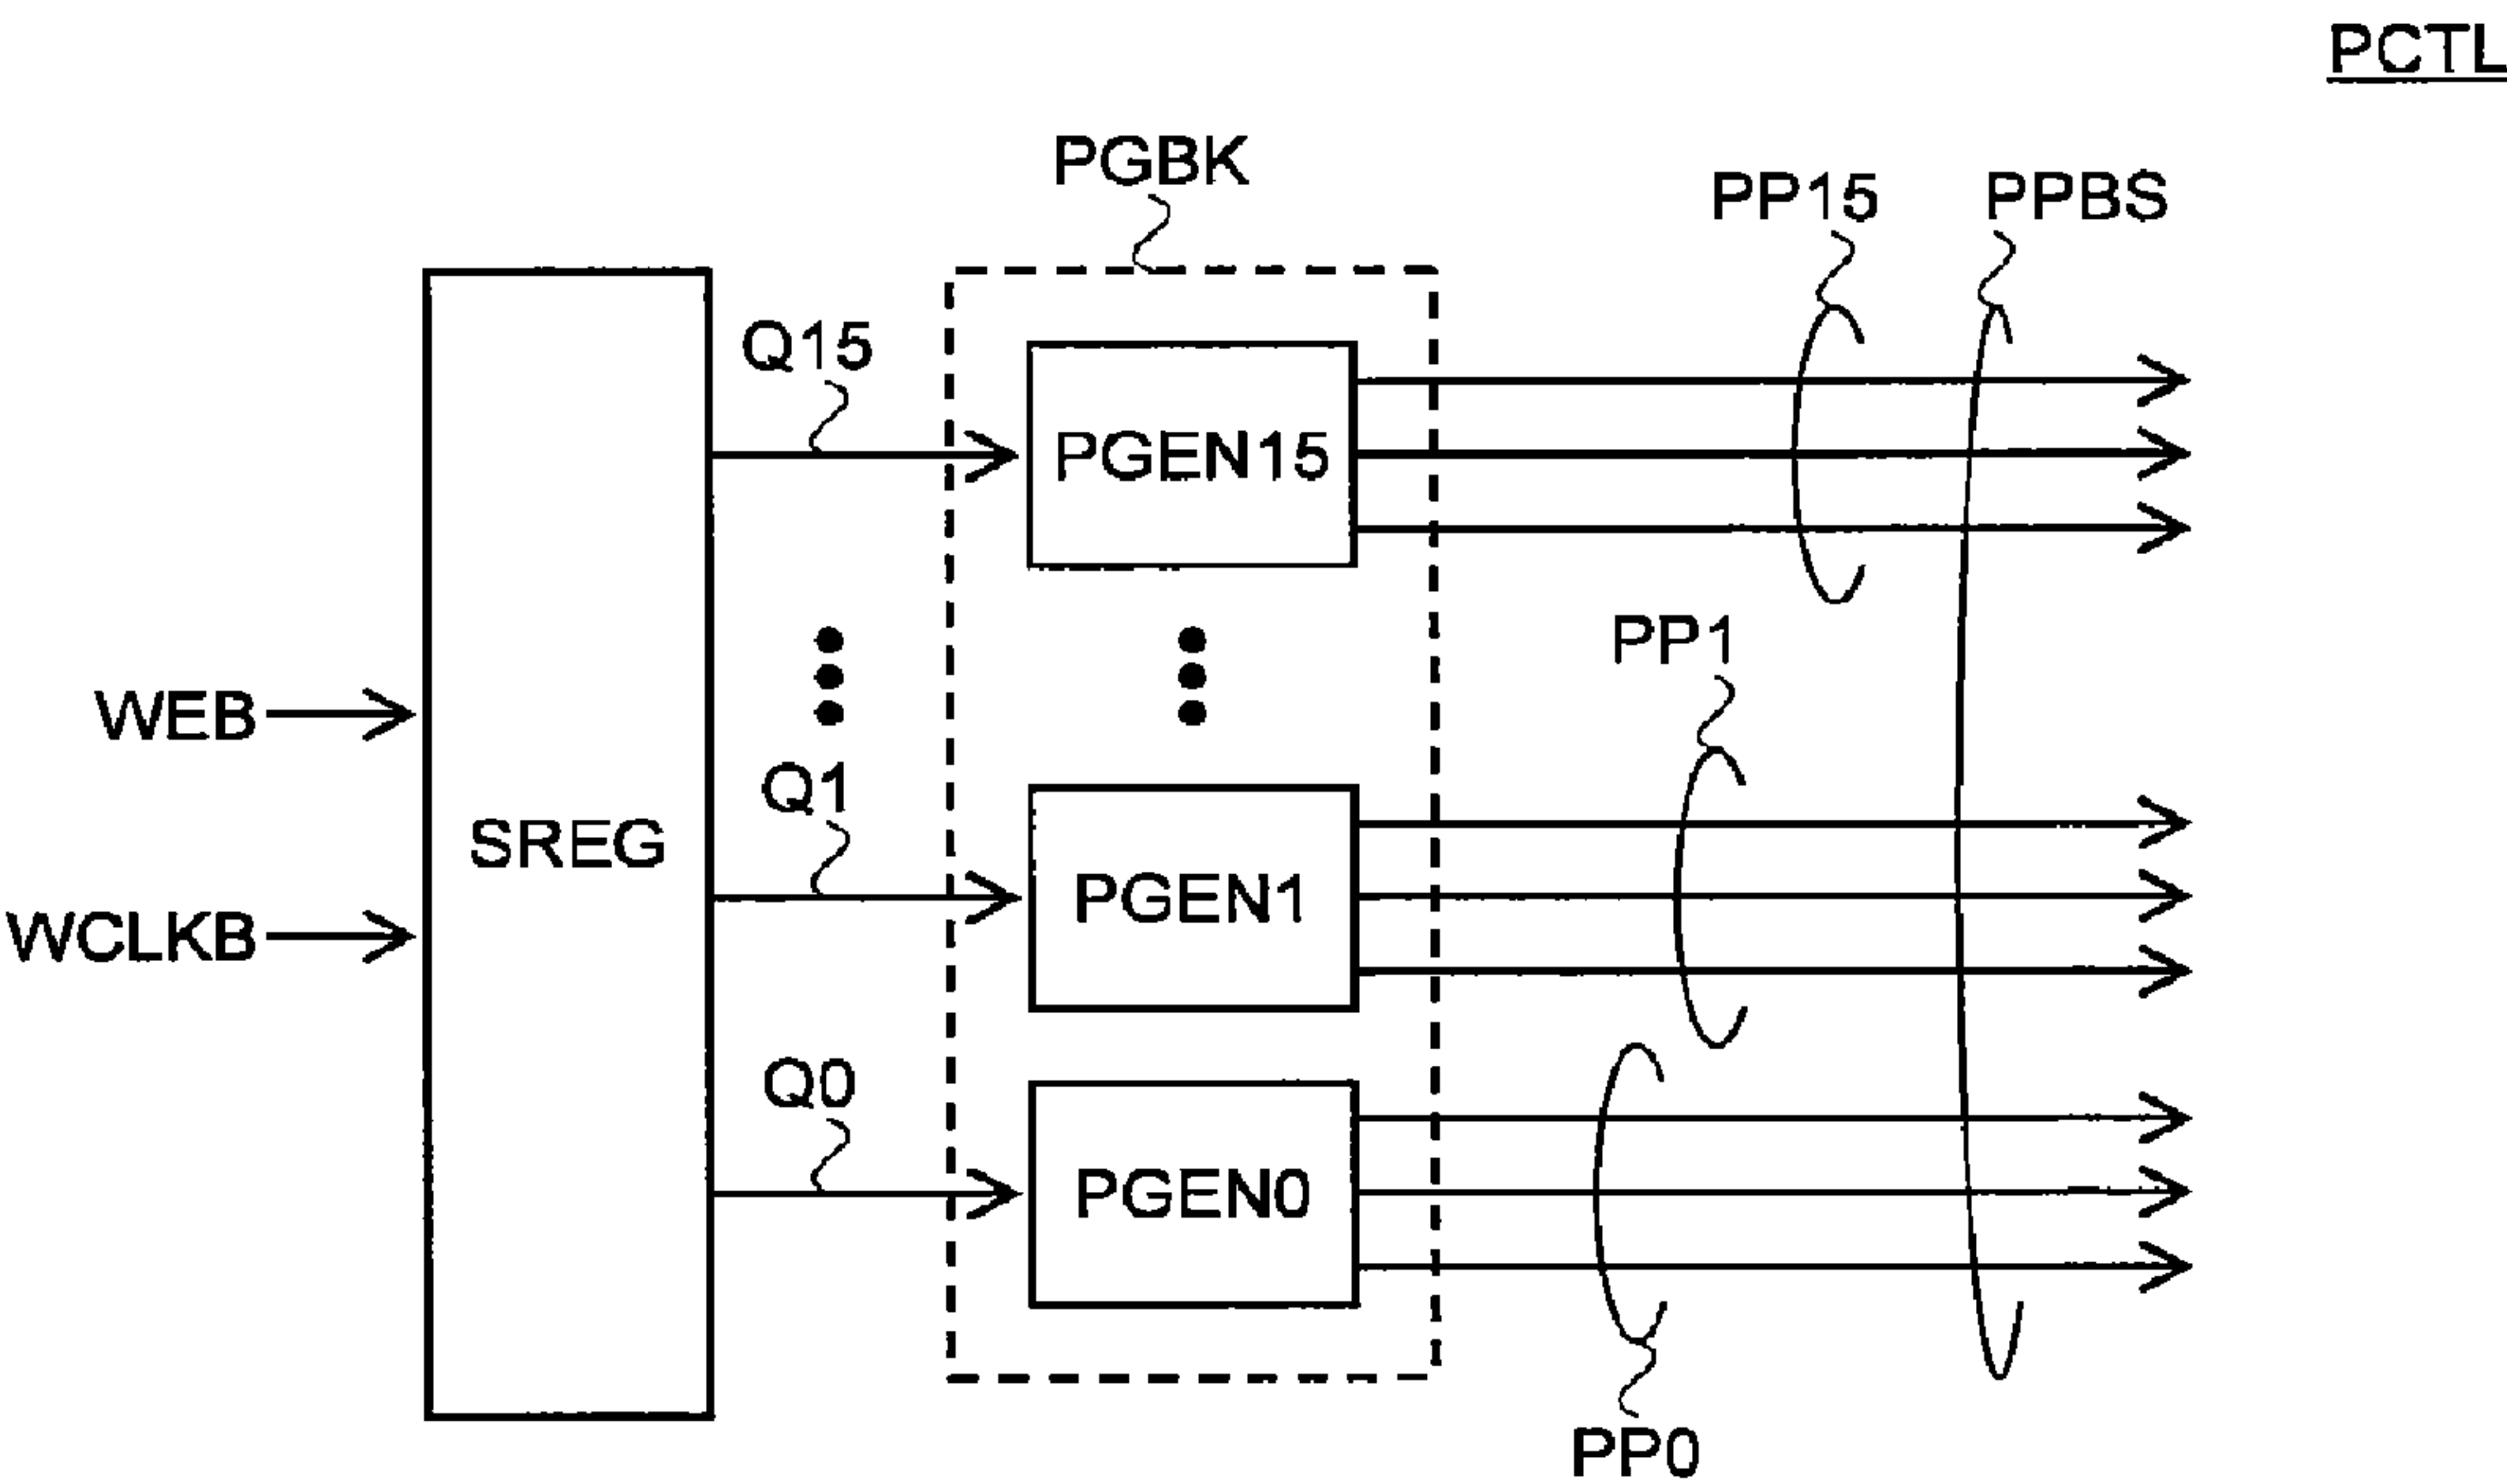 PCTL
PGBK
PP15
PPBS
Q15
PGEN15
PP1
WEB
Q1
SREG
PGEN1
WCLKB
Q0
PGEN0
PP0